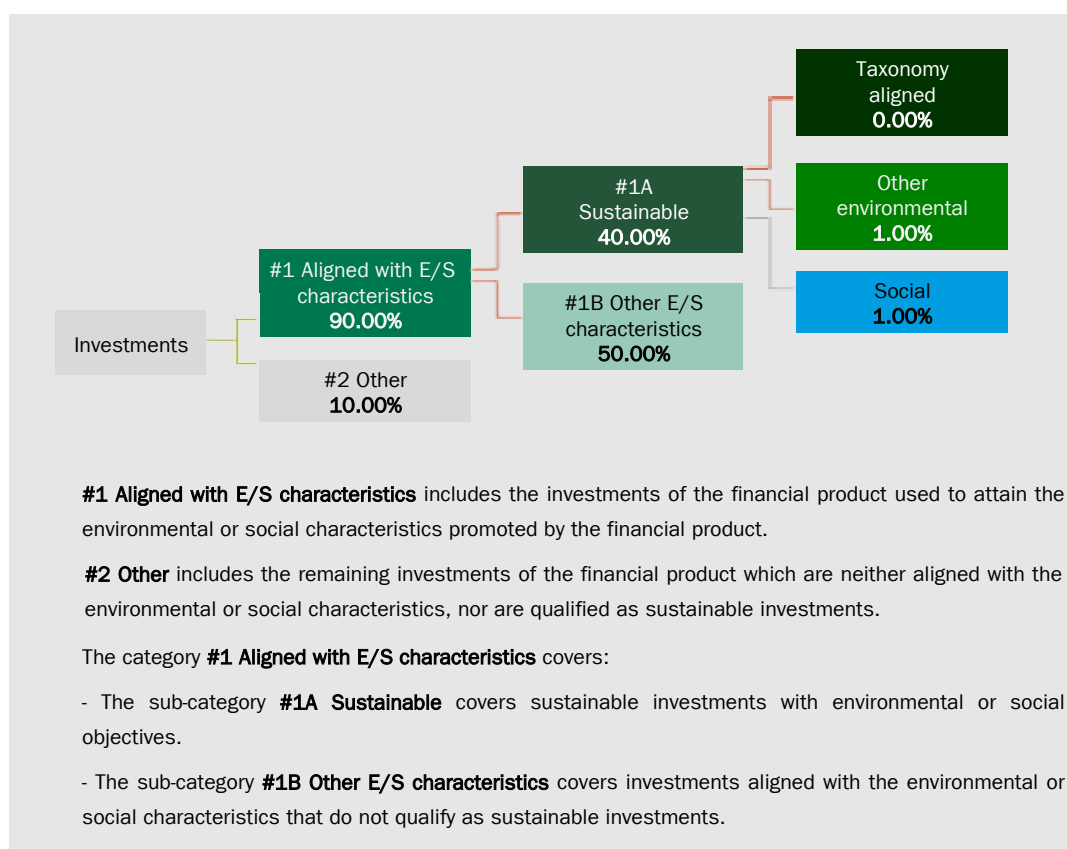 Taxonomy
aligned
0.00%
#1A
Sustainable
40.00%
Other
environmental
1.00%
#1 Aligned with E/S
characteristics
90.00%
#1B Other E/S
characteristics
50.00%
Social
1.00%
Investments
#2 Other
10.00%
#1 Aligned with E/S characteristics includes the investments of the financial product used to attain the
environmental or social characteristics promoted by the financial product.
#2 Other includes the remaining investments of the financial product which are neither aligned with the
environmental or social characteristics, nor are qualified as sustainable investments.
The category #1 Aligned with E/S characteristics covers:
- The sub-category #1A Sustainable covers sustainable investments with environmental or social
objectives.
- The sub-category #1B Other E/S characteristics covers investments aligned with the environmental or
social characteristics that do not qualify as sustainable investments.